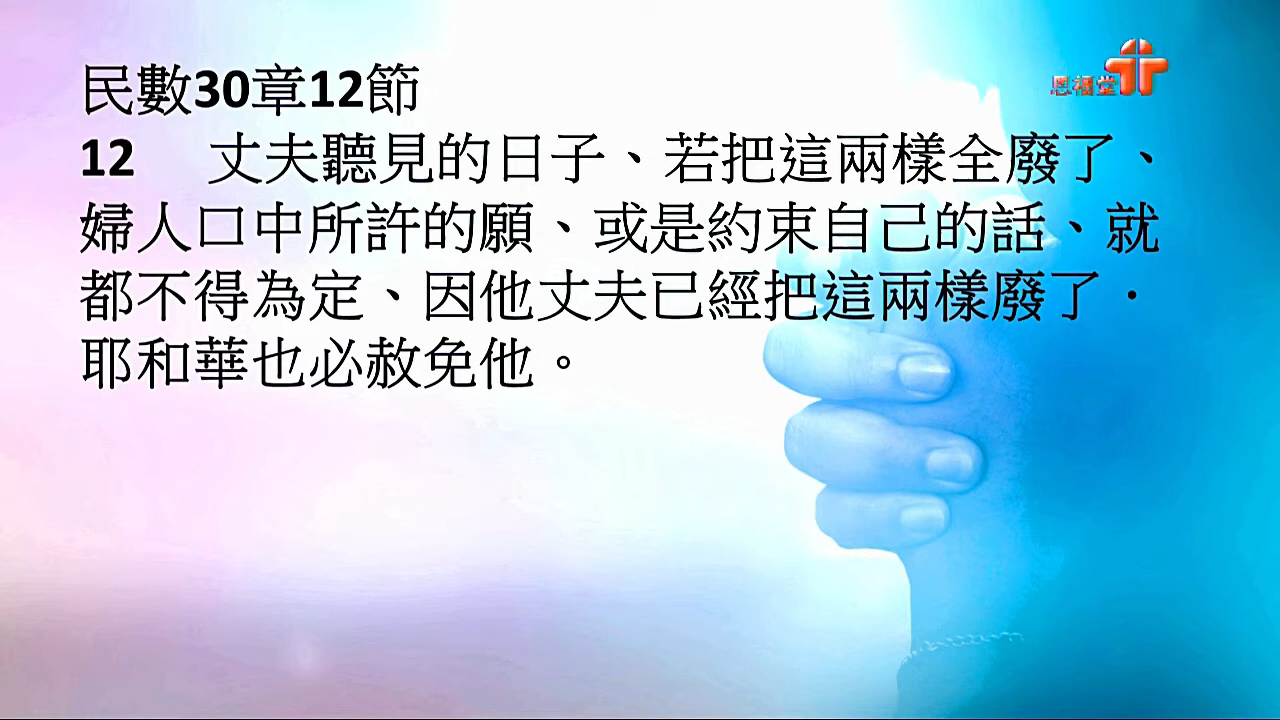 恩福堂
民數30章12節
12 丈夫聽見的日子、若把這兩樣全廢了、
婦人口中所許的願、或是約束自己的話、就
都不得為定、因他丈夫已經把這兩樣廢了．
耶和華也必赦免他。